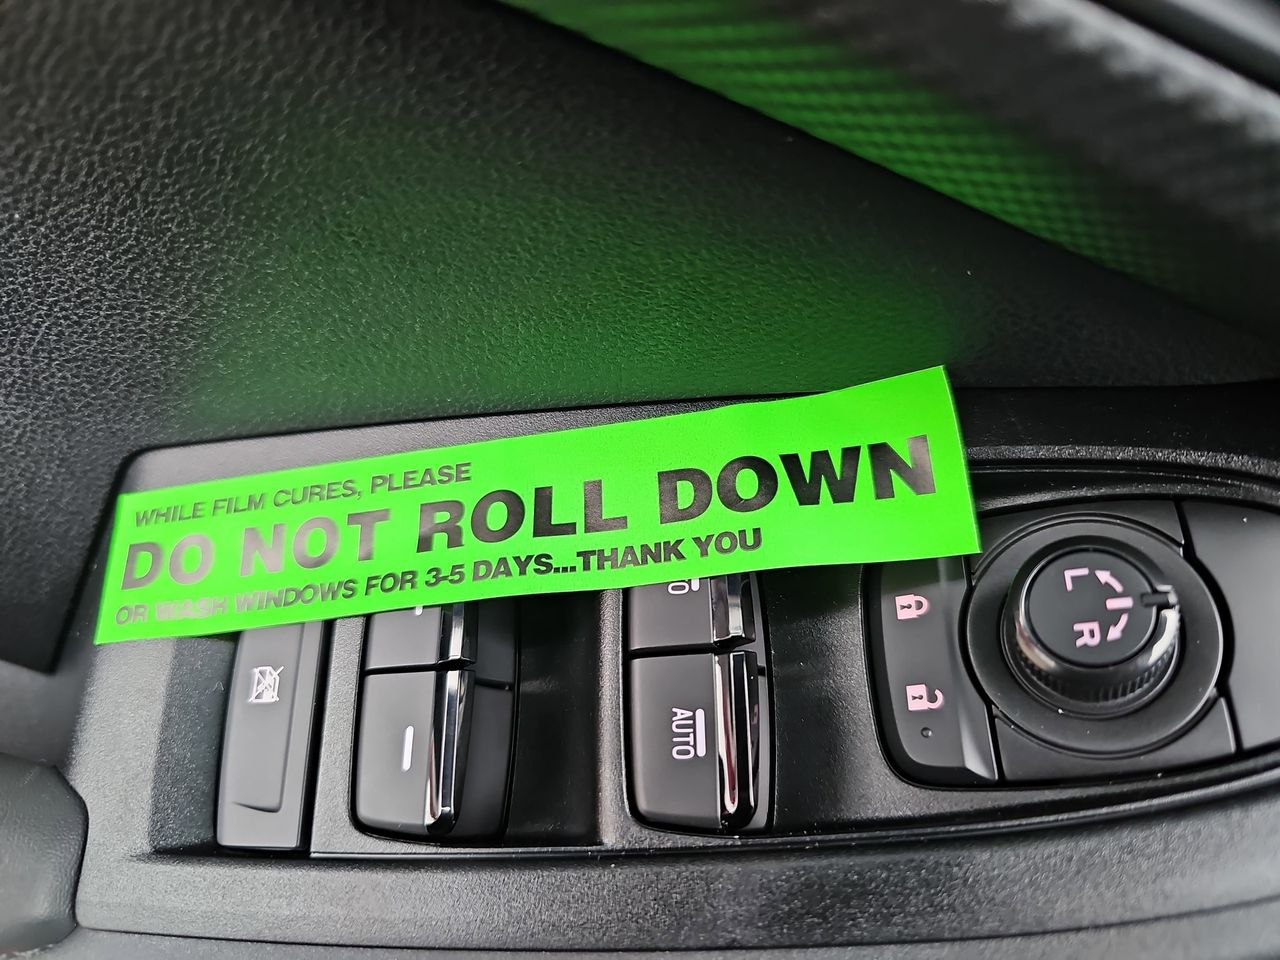 WHILE FILM CURES, PLEASE
DO NOT ROLL DOWN
OR WASH WINDOWS FOR 3-5 DAYS...THANK YOU
AUTO
L
R